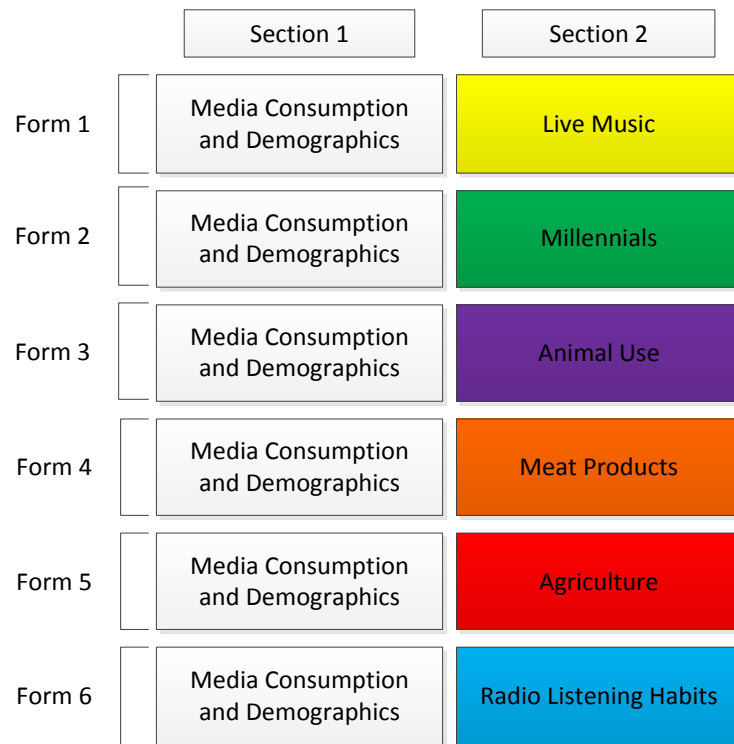 Section 1
Section 2
Form 1
Media Consumption
and Demographics
Live Music
Form 2
Media Consumption
and Demographics
Millennials
Form 3
Media Consumption
and Demographics
Animal Use
Form 4
Media Consumption
and Demographics
Meat Products
Form 5
Media Consumption
and Demographics
Agriculture
Form 6
Media Consumption
and Demographics
Radio Listening Habits